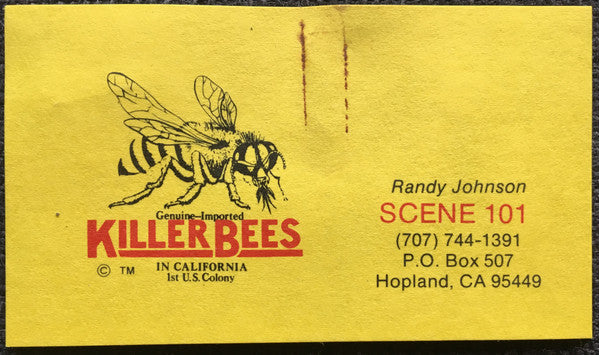 Genuine–Imported
KILLER BEES
© TM
IN CALIFORNIA
1st U.S. Colony
Randy Johnson
SCENE 101
(707) 744-1391
P.O. Box 507
Hopland, CA 95449